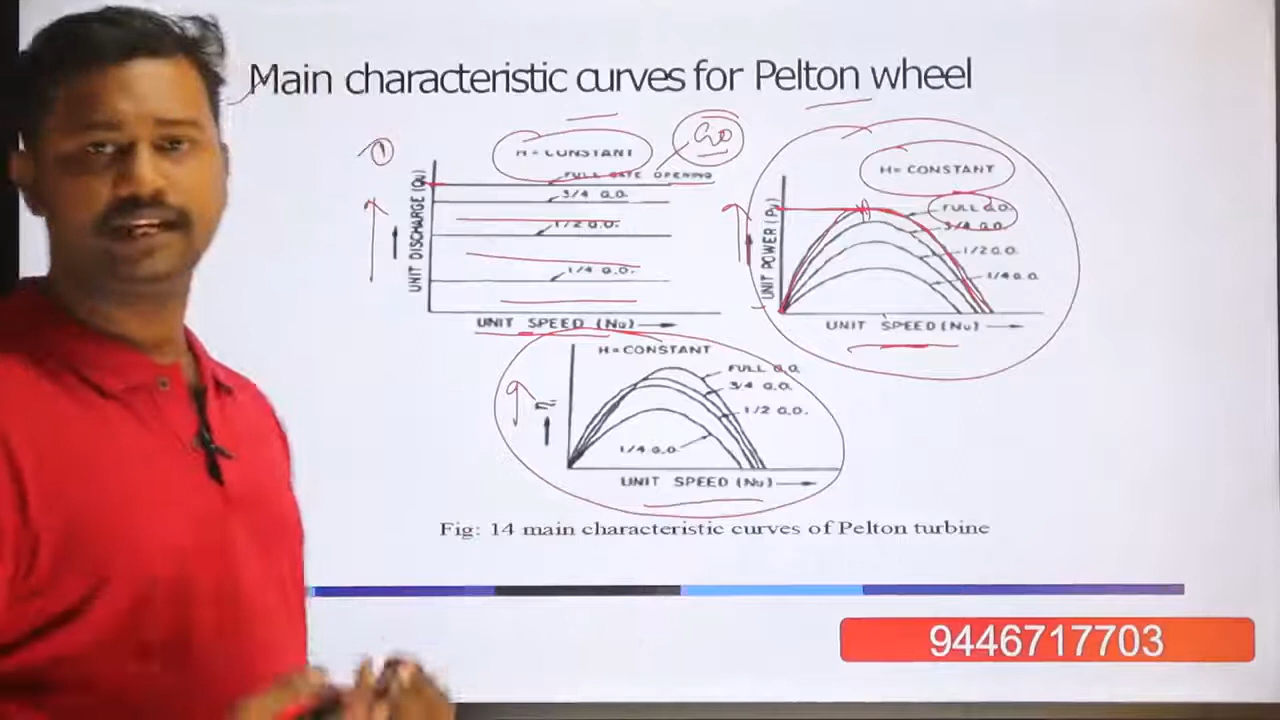 Main characteristic curves for Pelton wheel
①
H = CONSTANT
G0
FULL GATE OPENING
3/4 G.O.
1/2 G.O.
1/4 G.O.
UNIT DISCHARGE (Qu)
UNIT SPEED (Nu)
H= CONSTANT
FULL G.O.
3/4 G.O.
1/2 G.O.
1/4 G.O.
UNIT POWER (Pu)
UNIT SPEED (Nu)
H= CONSTANT
FULL G.O.
3/4 G.O.
1/2 G.O.
1/4 G.O
UNIT SPEED (Nu)
Fig: 14 main characteristic curves of Pelton turbine
9446717703